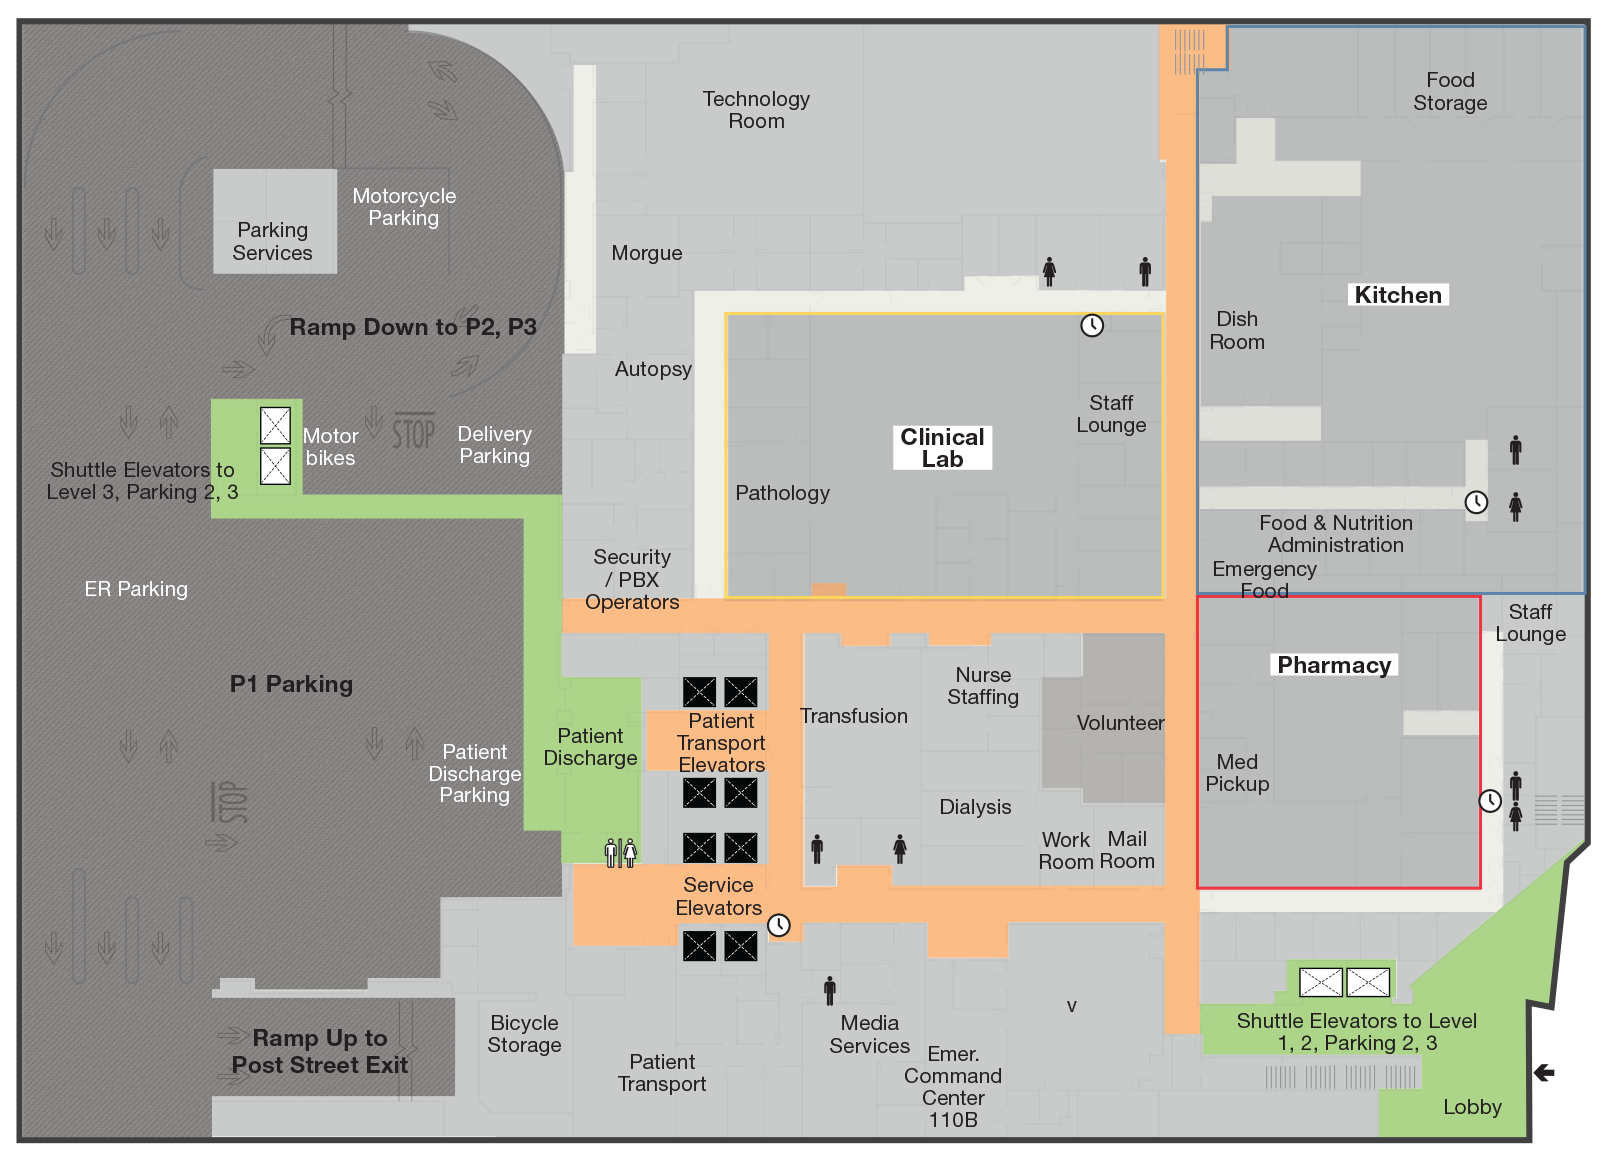 Food
Storage
Technology
Room
Motorcycle
Parking
Parking
Services
Morgue
Kitchen
Ramp Down to P2, P3
Dish
Room
Autopsy
Staff
Lounge
Clinical
Lab
STOP
Motor
bikes
Delivery
Parking
Shuttle Elevators to
Level 3, Parking 2, 3
Pathology
Food & Nutrition
Administration
Security
/ PBX
Operators
Emergency
Food
ER Parking
Staff
Lounge
Pharmacy
P1 Parking
Nurse
Staffing
Transfusion
Volunteer
Patient
Transport
Elevators
Patient
Discharge
Patient
Discharge
Parking
Med
Pickup
STOP
Dialysis
Work
Room
Mail
Room
Service
Elevators
v
Shuttle Elevators to Level
1, 2, Parking 2, 3
Ramp Up to
Post Street Exit
Bicycle
Storage
Media
Services
Patient
Transport
Emer.
Command
Center
110B
Lobby